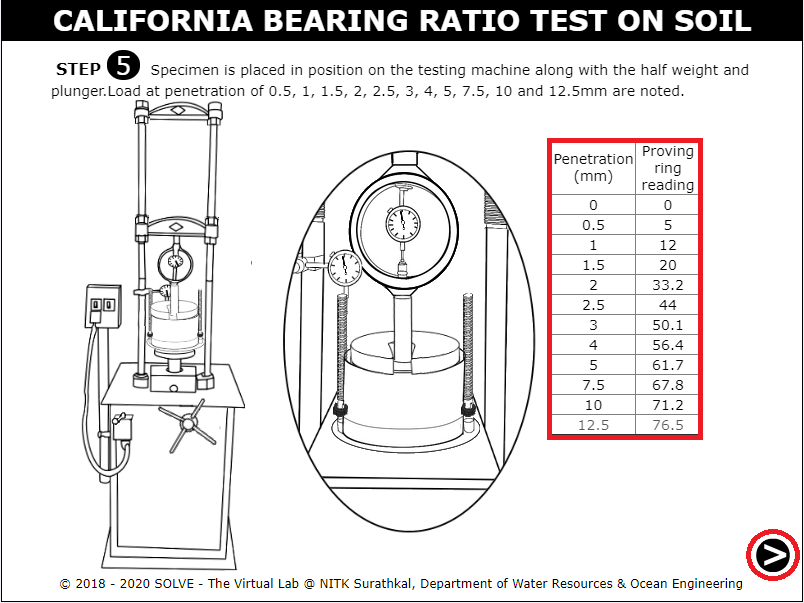 CALIFORNIA BEARING RATIO TEST ON SOIL
STEP 5 Specimen is placed in position on the testing machine along with the half weight and
plunger.Load at penetration of 0.5, 1, 1.5, 2, 2.5, 3, 4, 5, 7.5, 10 and 12.5mm are noted.
Penetration (mm) Proving ring reading
0 0
0.5 5
1 12
1.5 20
2 33.2
2.5 44
3 50.1
4 56.4
5 61.7
7.5 67.8
10 71.2
12.5 76.5
>
© 2018 - 2020 SOLVE - The Virtual Lab @ NITK Surathkal, Department of Water Resources & Ocean Engineering